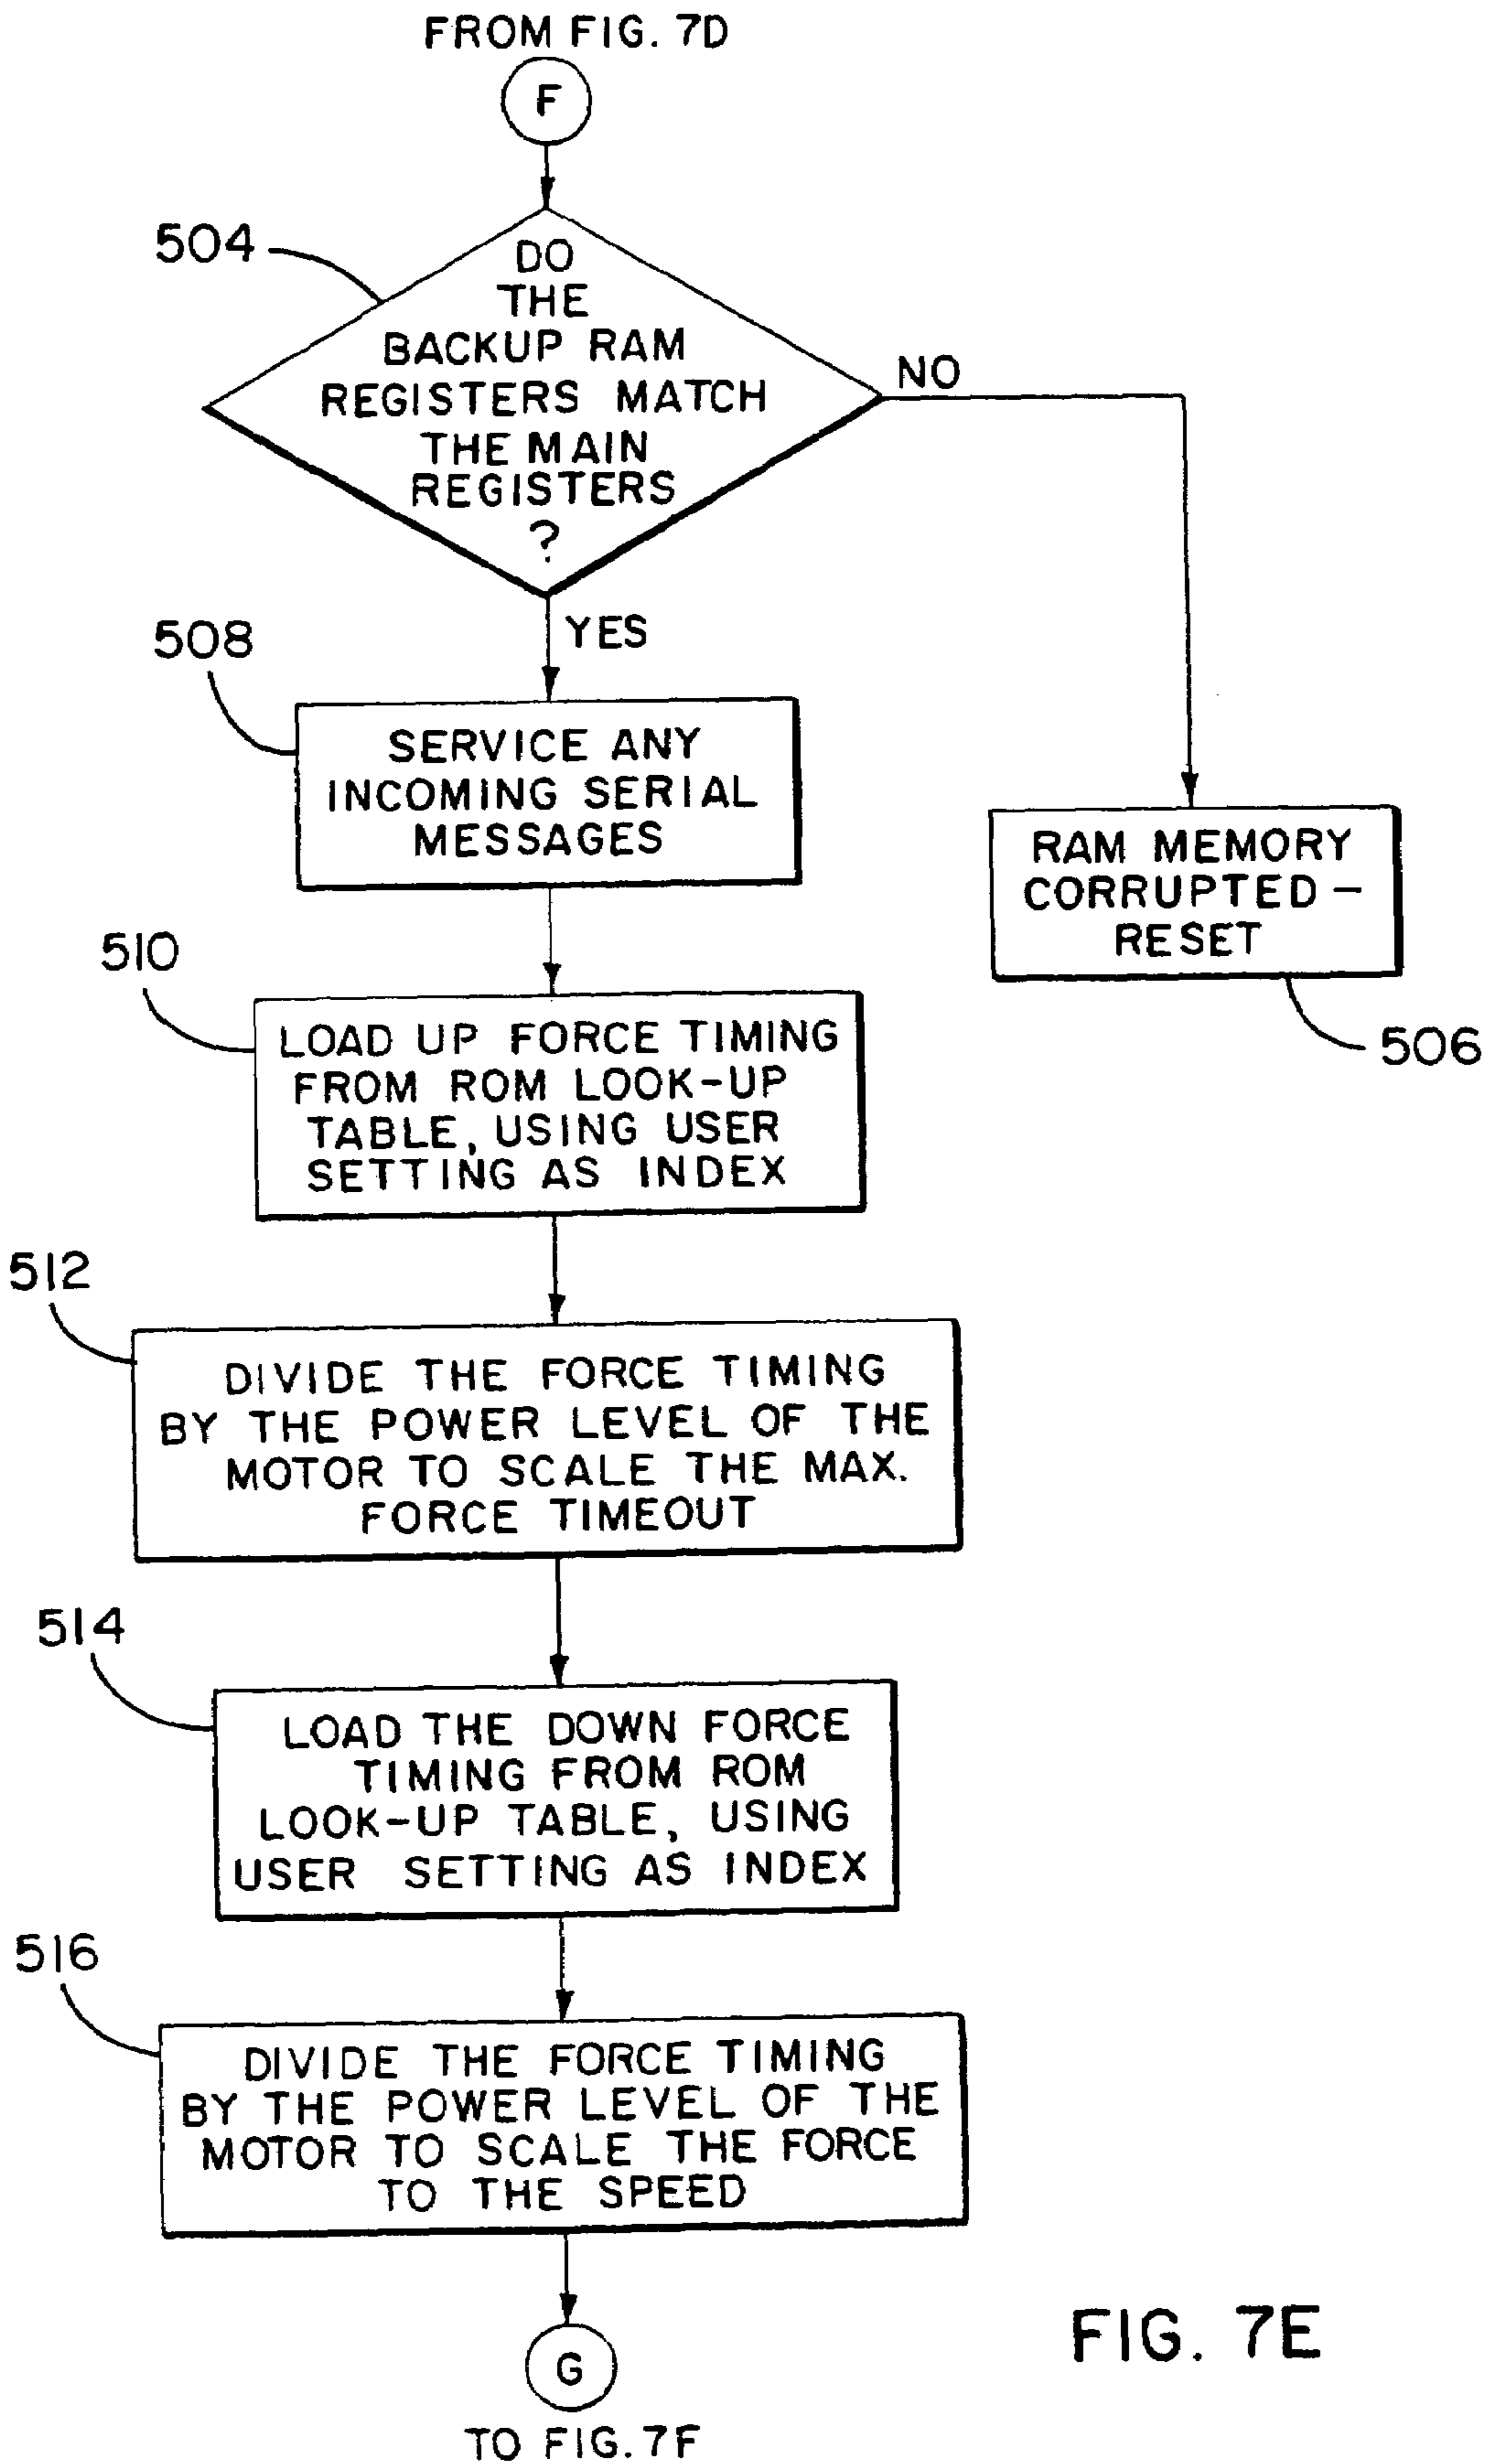 FROM FIG. 7D
F
504
DO
THE
BACKUP RAM
REGISTERS MATCH
THE MAIN
REGISTERS
?
NO
YES
508
SERVICE ANY
INCOMING SERIAL
MESSAGES
RAM MEMORY
CORRUPTED –
RESET
506
510
LOAD UP FORCE TIMING
FROM ROM LOOK-UP
TABLE, USING USER
SETTING AS INDEX
512
DIVIDE THE FORCE TIMING
BY THE POWER LEVEL OF THE
MOTOR TO SCALE THE MAX.
FORCE TIMEOUT
514
LOAD THE DOWN FORCE
TIMING FROM ROM
LOOK-UP TABLE, USING
USER SETTING AS INDEX
516
DIVIDE THE FORCE TIMING
BY THE POWER LEVEL OF THE
MOTOR TO SCALE THE FORCE
TO THE SPEED
G
TO FIG. 7F
FIG. 7E